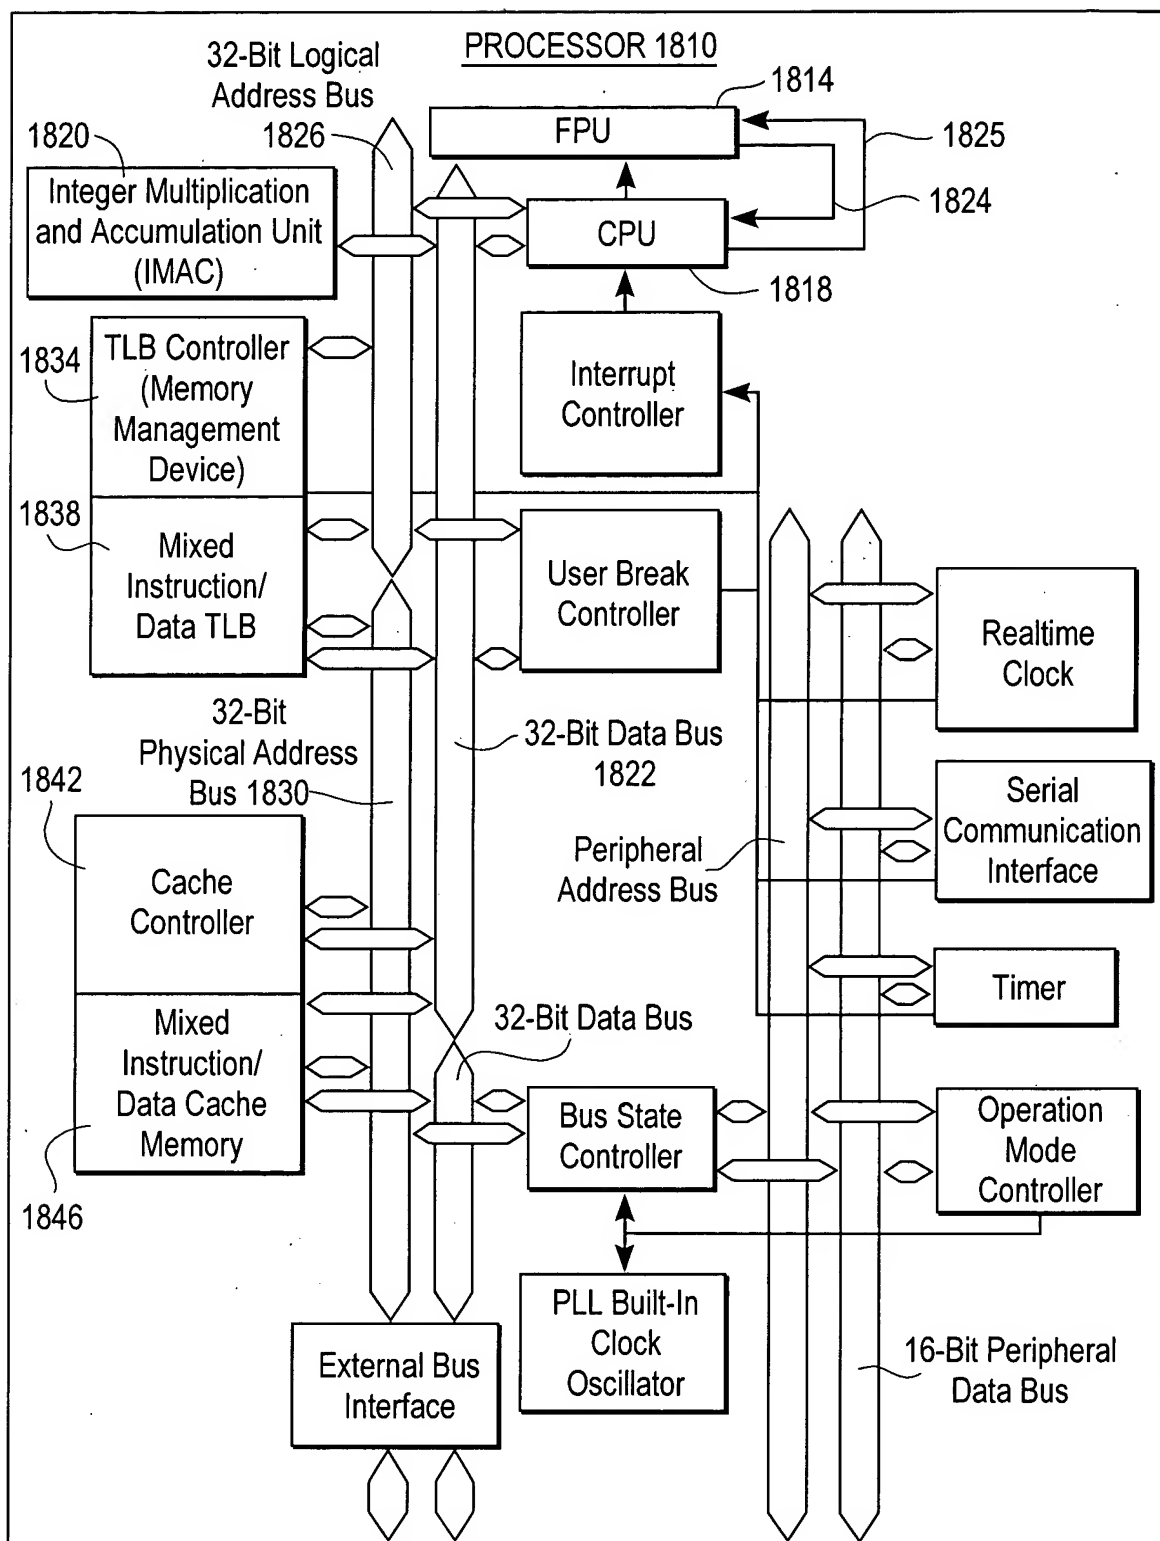 PROCESSOR 1810
32-Bit Logical
Address Bus
1826
1814
FPU
1825
1824
1820
Integer Multiplication
and Accumulation Unit
(IMAC)
CPU
1818
1834
TLB Controller
(Memory
Management
Device)
Interrupt
Controller
1838
Mixed
Instruction/
Data TLB
User Break
Controller
Realtime
Clock
32-Bit
Physical Address
Bus 1830
32-Bit Data Bus
1822
1842
Cache
Controller
Peripheral
Address Bus
Serial
Communication
Interface
Timer
32-Bit Data Bus
Mixed
Instruction/
Data Cache
Memory
1846
Bus State
Controller
Operation
Mode
Controller
PLL Built-In
Clock
Oscillator
External Bus
Interface
16-Bit Peripheral
Data Bus